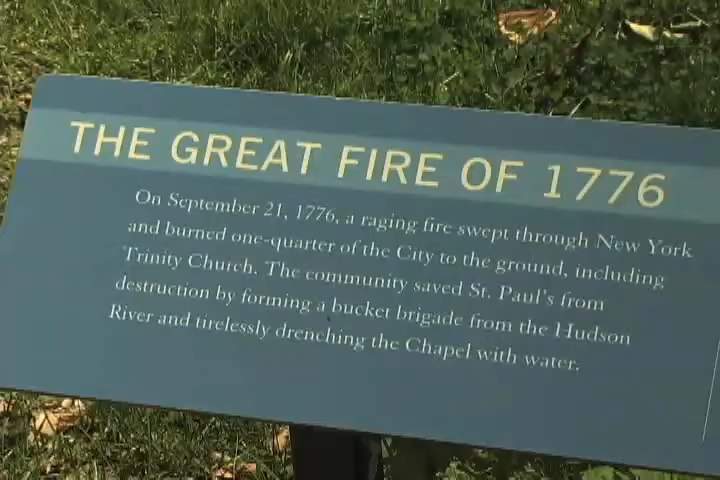 THE GREAT FIRE OF 1776
On September 21, 1776, a raging fire swept through New York
and burned one-quarter of the City to the ground, including
Trinity Church. The community saved St. Paul's from
destruction by forming a bucket brigade from the Hudson
River and tirelessly drenching the Chapel with water.